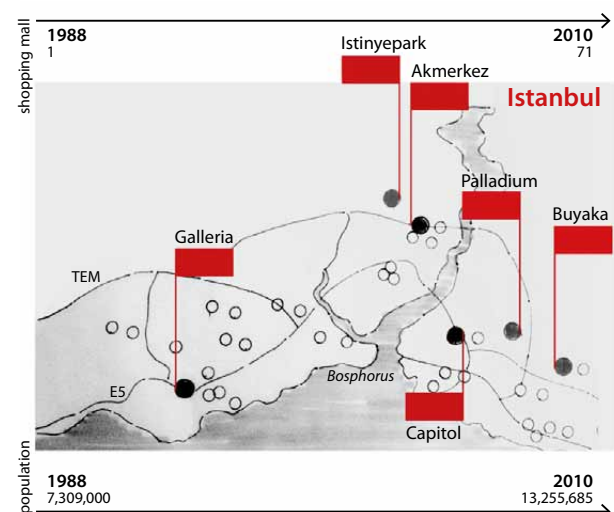 shopping mall
1988
1
2010
71
Istinyepark
Akmerkez
Istanbul
Palladium
Buyaka
Galleria
TEM
E5
Bosphorus
Capitol
population
1988
7,309,000
2010
13,255,685